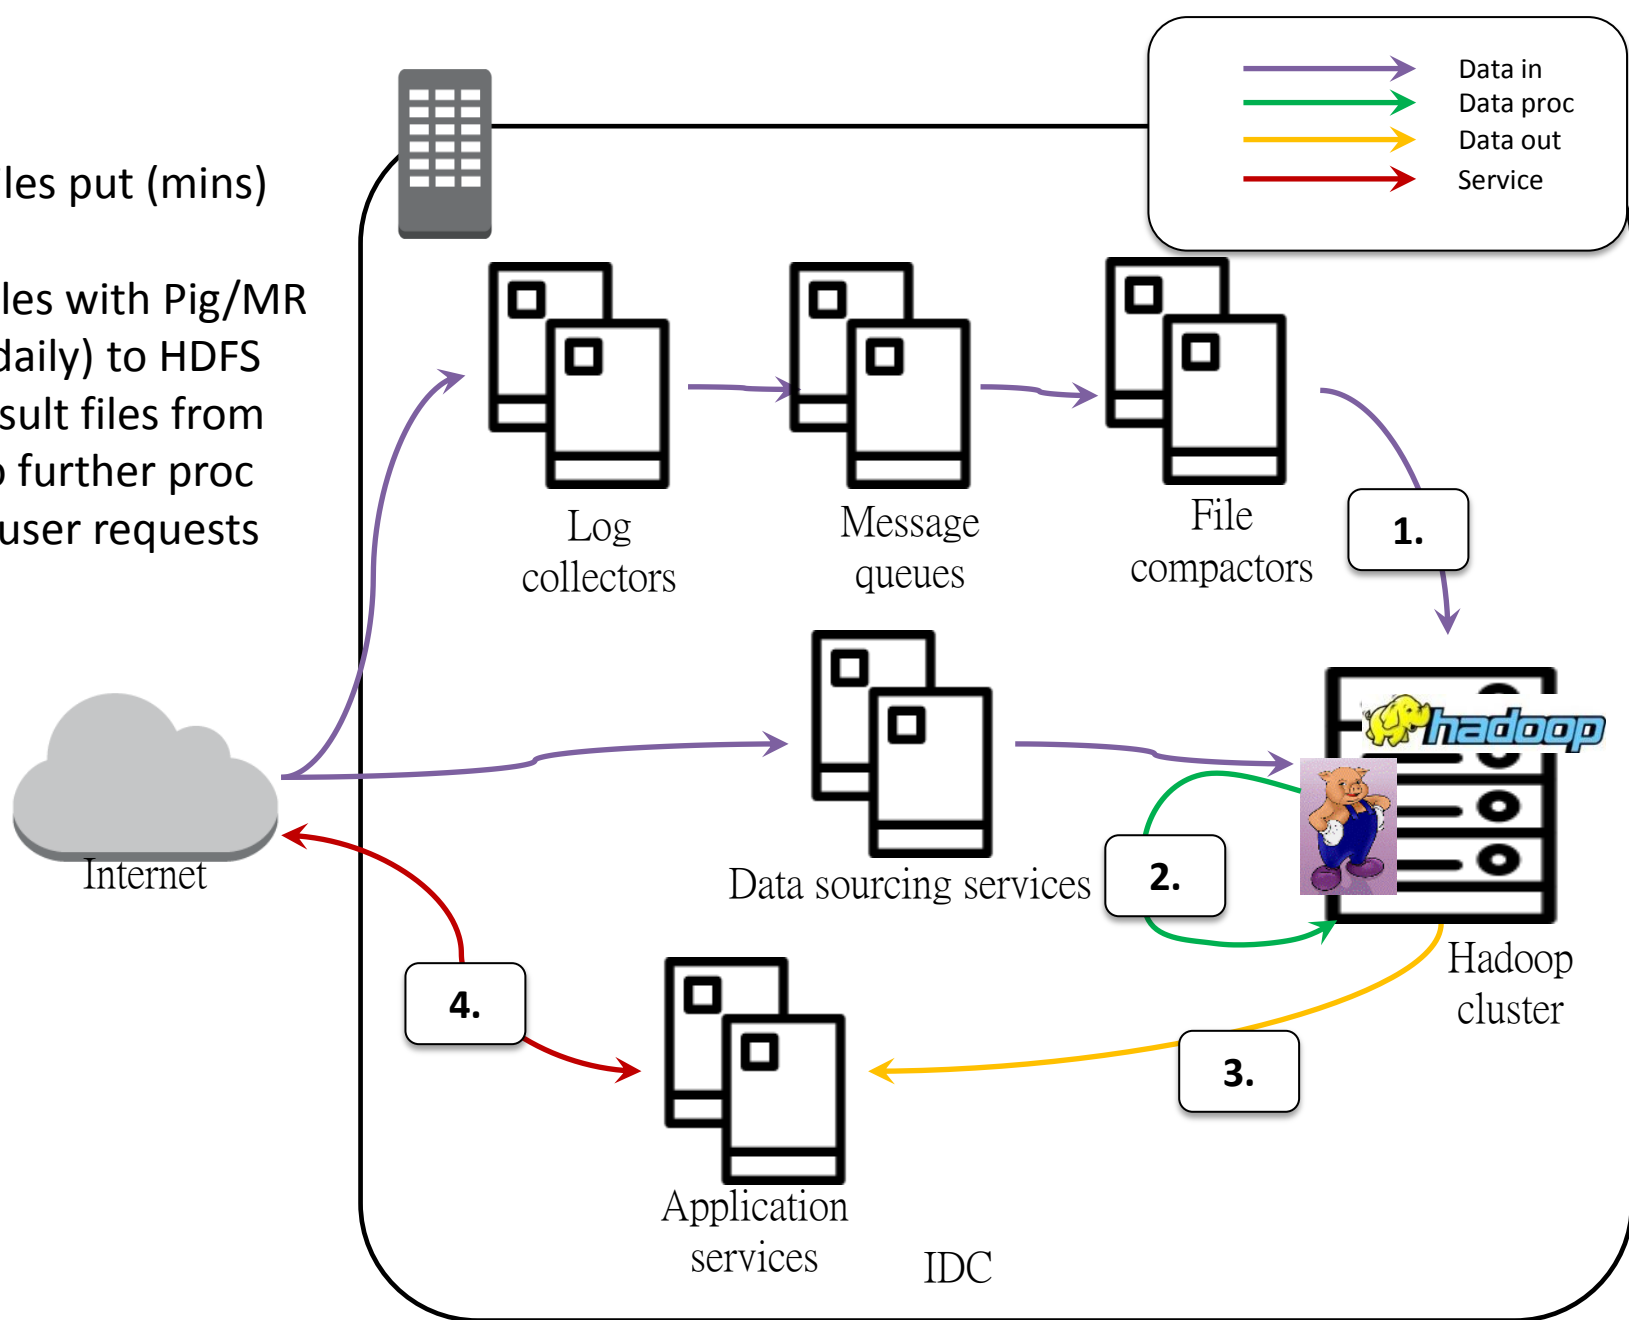 Data in
Data proc
Data out
Service
iles put (mins)
les with Pig/MR
daily) to HDFS
sult files from
o further proc
user requests
Log
collectors
Message
queues
File
compactors
1.
hadoop
Internet
Data sourcing services
2.
Hadoop
cluster
4.
3.
Application
services
IDC